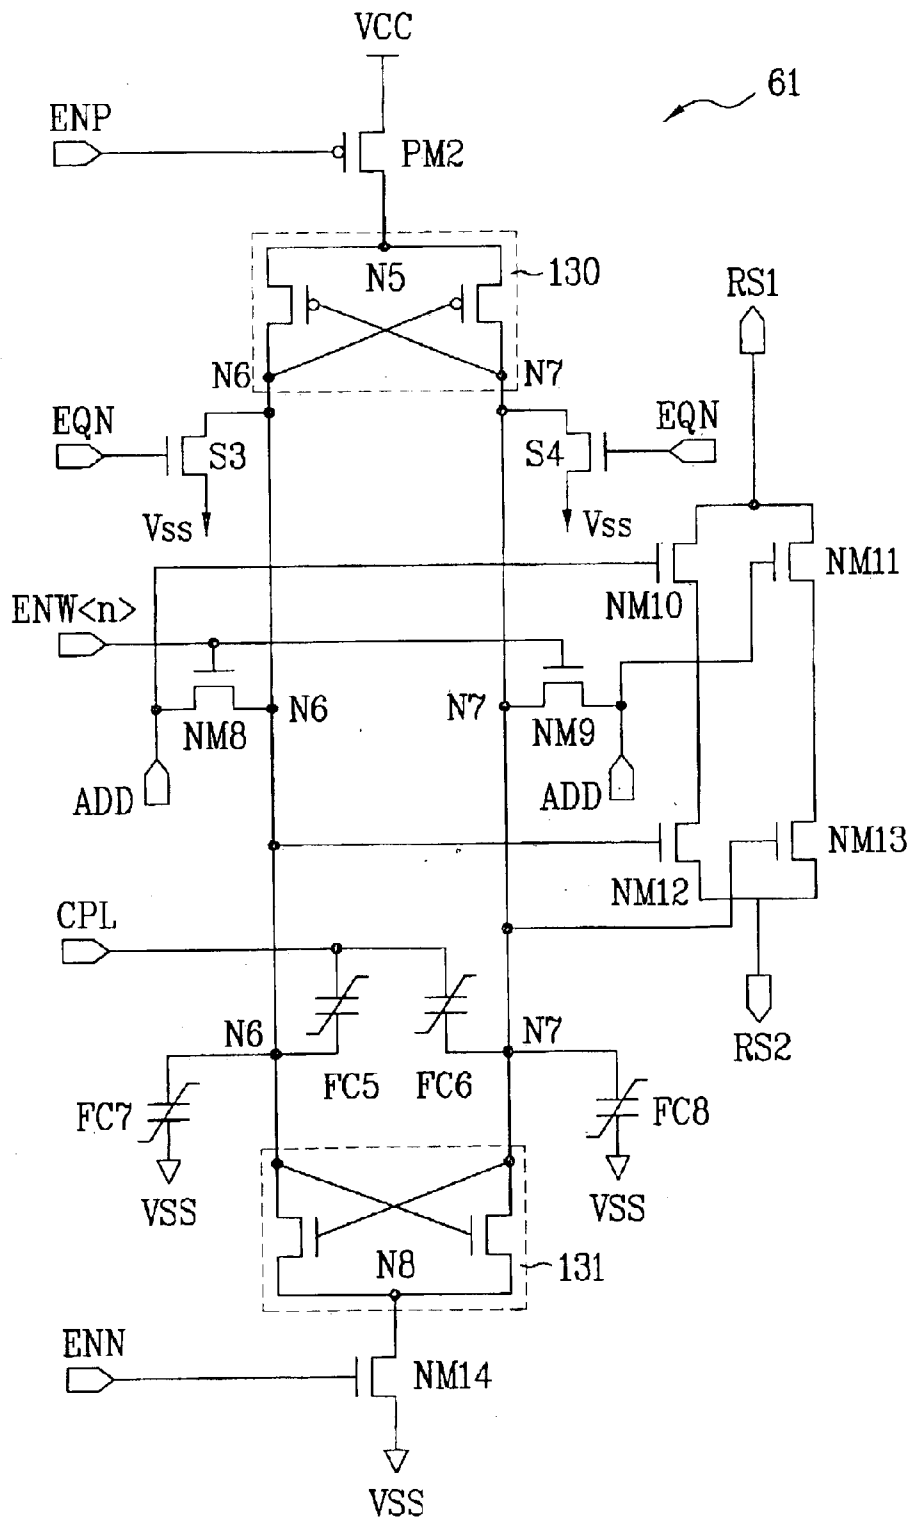 VCC
61
ENP
PM2
N5
130
RS1
N6
N7
EQN
S3
S4
EQN
Vss
Vss
NM11
NM10
ENW<n>
N6
N7
NM8
NM9
ADD
ADD
NM13
NM12
CPL
N6
N7
RS2
FC5
FC6
FC7
FC8
VSS
VSS
N8
131
ENN
NM14
VSS